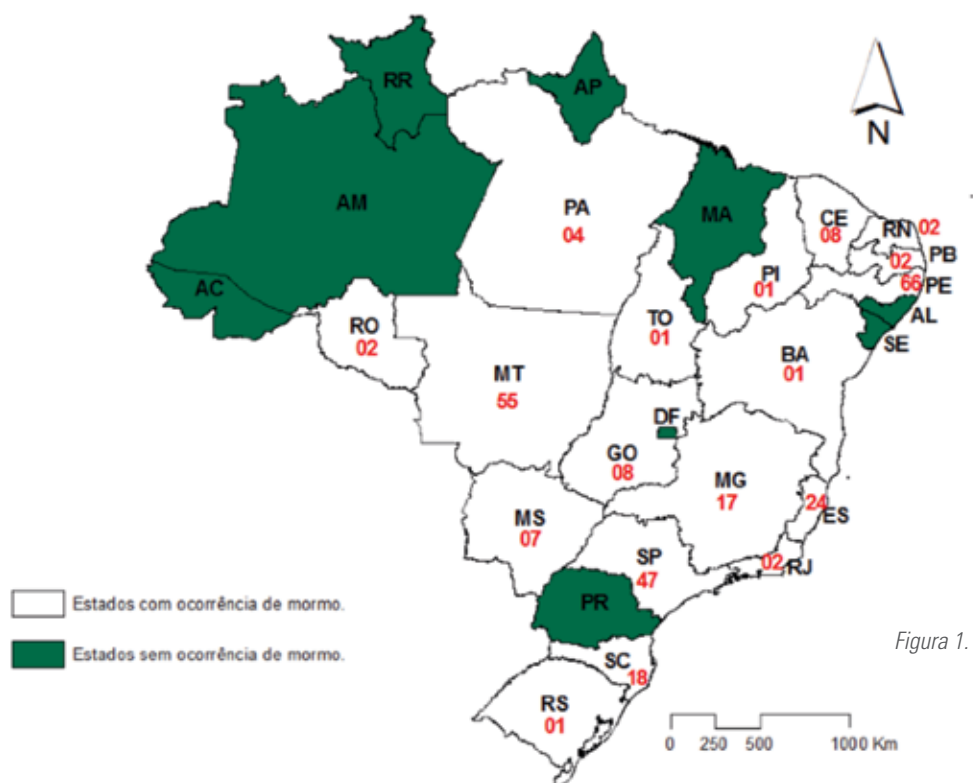 RR
AP
N
AM
PA
04
MA
CE
08
RN
02
PB
02
66
PE
PI
01
AC
AL
SE
RO
02
TO
01
BA
01
MT
55
DF
GO
08
MG
17
24
ES
MS
07
SP
47
02
RJ
PR
Estados com ocorrência de mormo.
Estados sem ocorrência de mormo.
Figura 1.
SC
18
RS
01
0 250 500 1000 Km